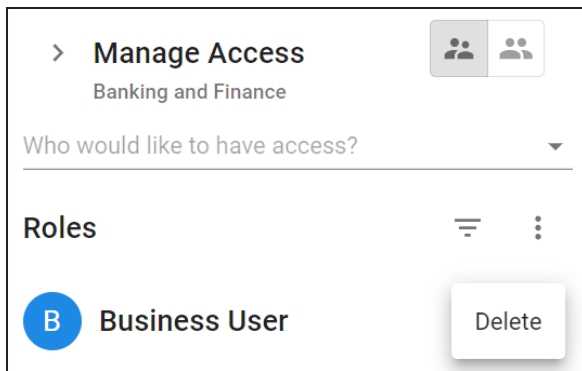 Manage Access
Banking and Finance
Who would like to have access?
Roles
B Business User Delete